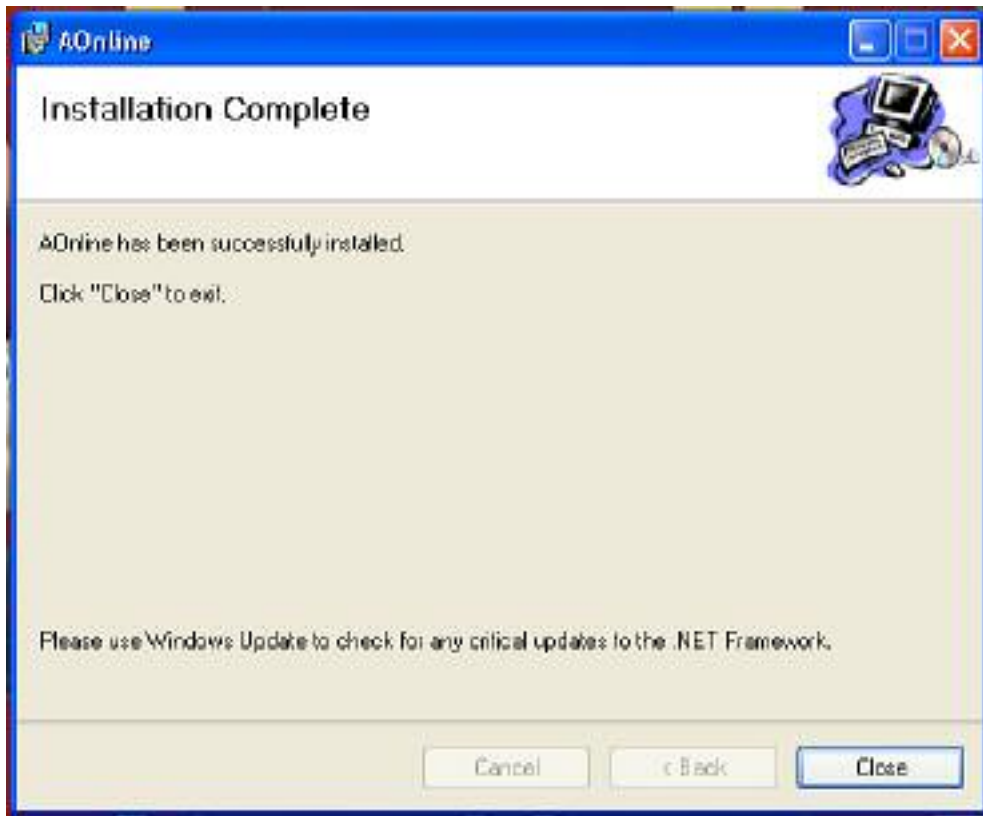 AOnline
Installation Complete
AOnline has been successfully installed.
Click "Close" to exit.
Please use Windows Update to check for any critical updates to the .NET Framework.
Cancel
< Back
Close